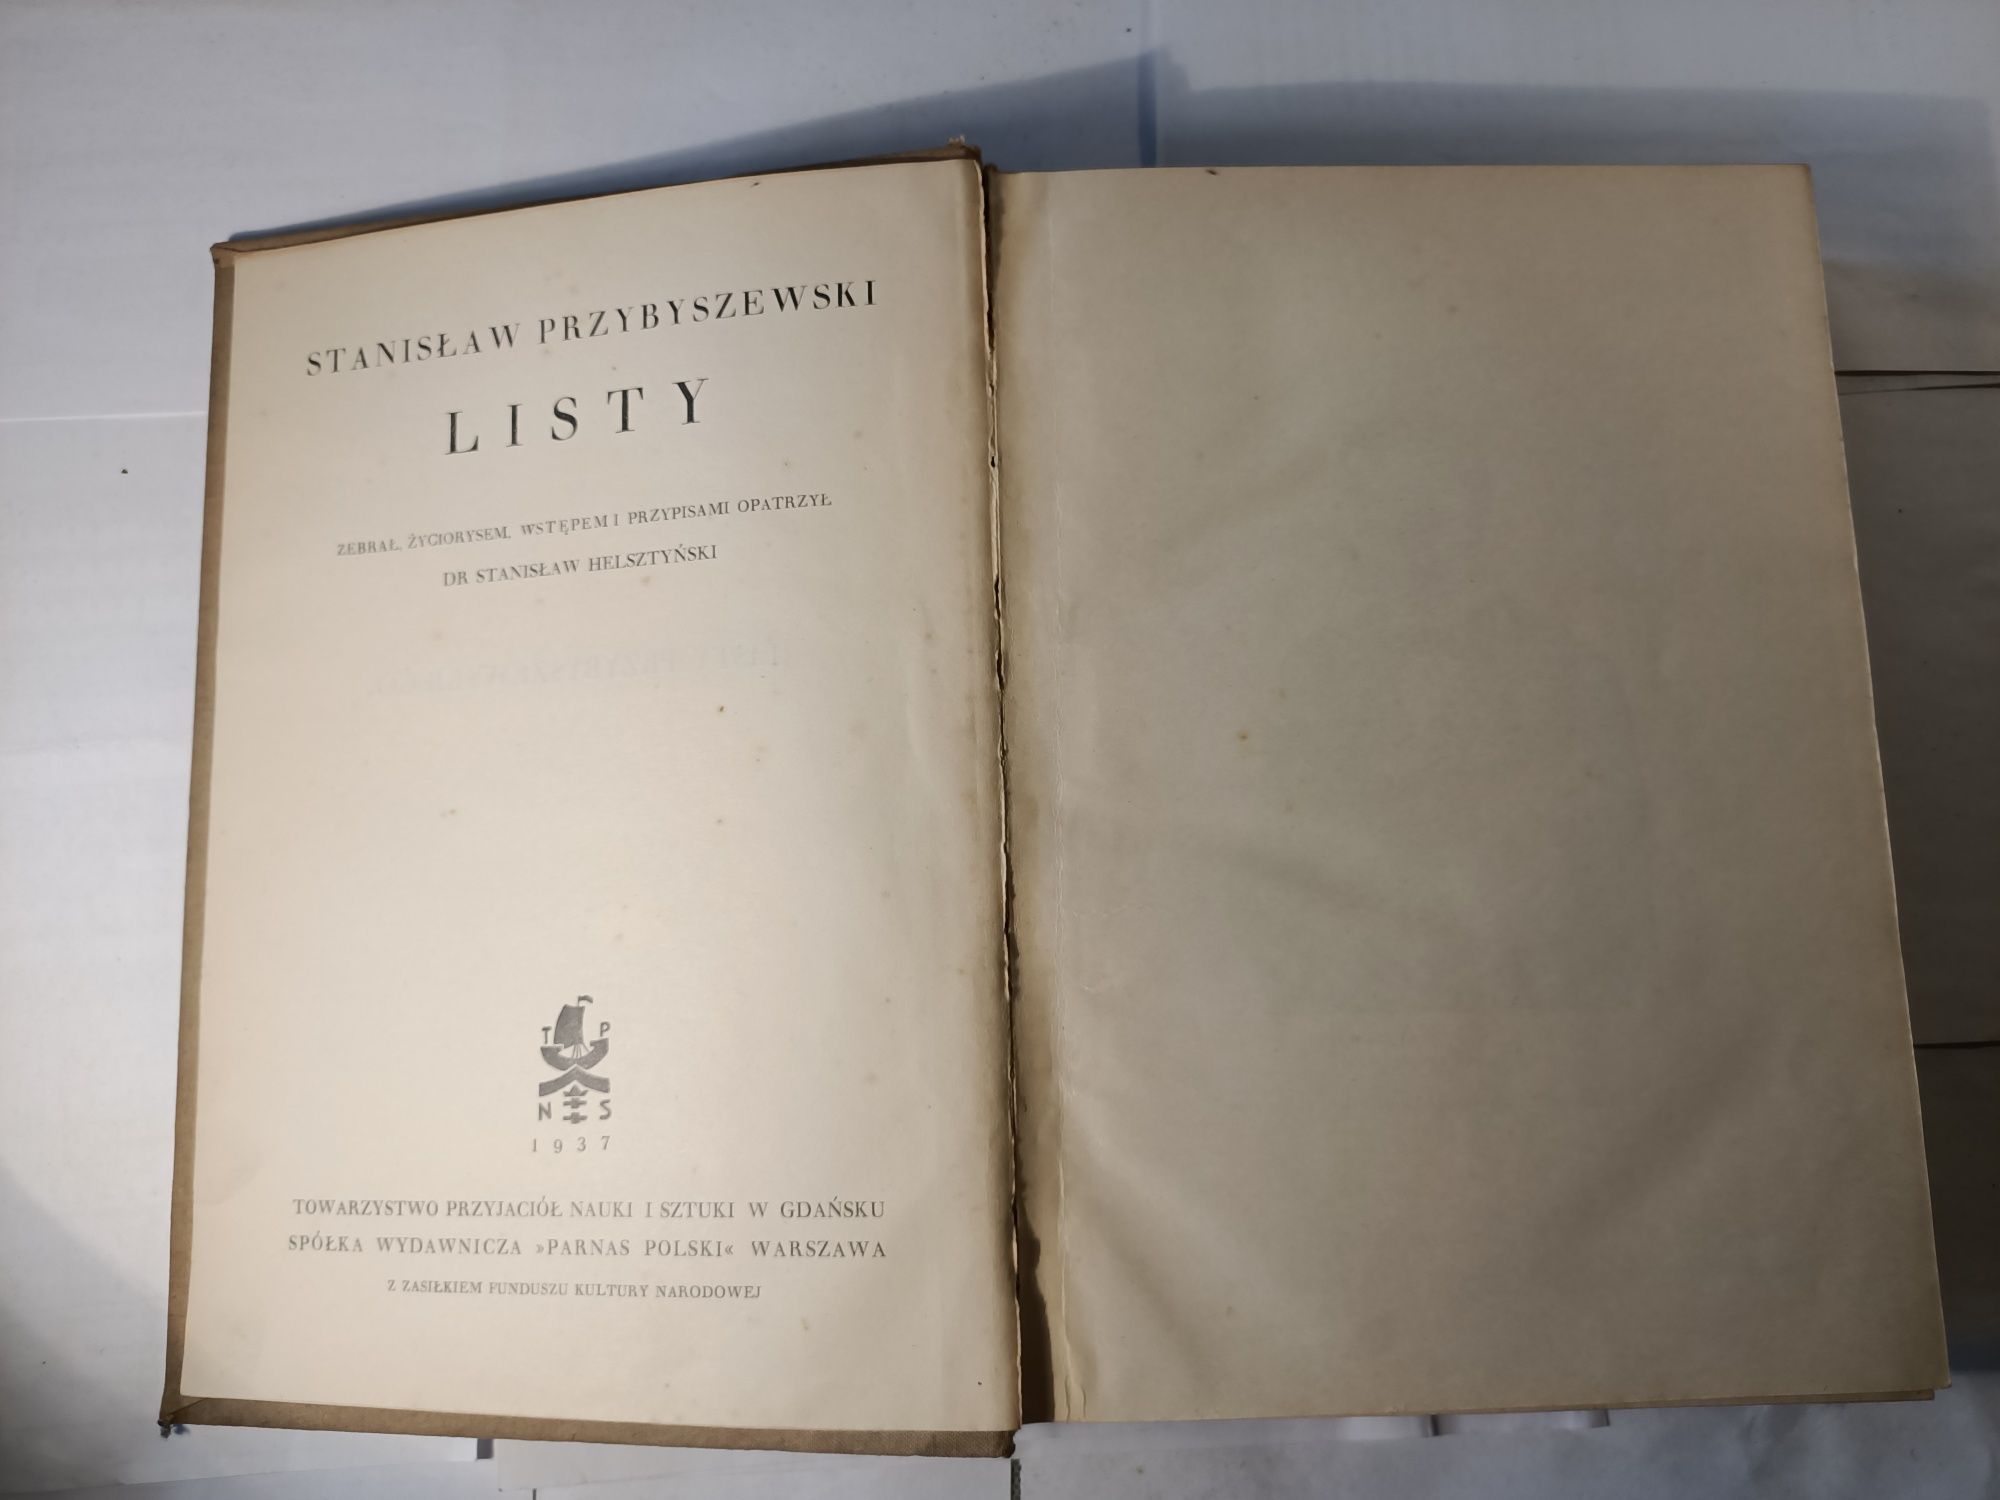 STANISŁAW PRZYBYSZEWSKI
LISTY
ZEBRAŁ, ŻYCIORYSEM, WSTĘPEM I PRZYPISAMI OPATRZYŁ
DR STANISŁAW HELSZTYŃSKI
T P
N S
1937
TOWARZYSTWO PRZYJACIÓŁ NAUKI I SZTUKI W GDAŃSKU
SPÓŁKA WYDAWNICZA »PARNAS POLSKI« WARSZAWA
Z ZASIŁKIEM FUNDUSZU KULTURY NARODOWEJ